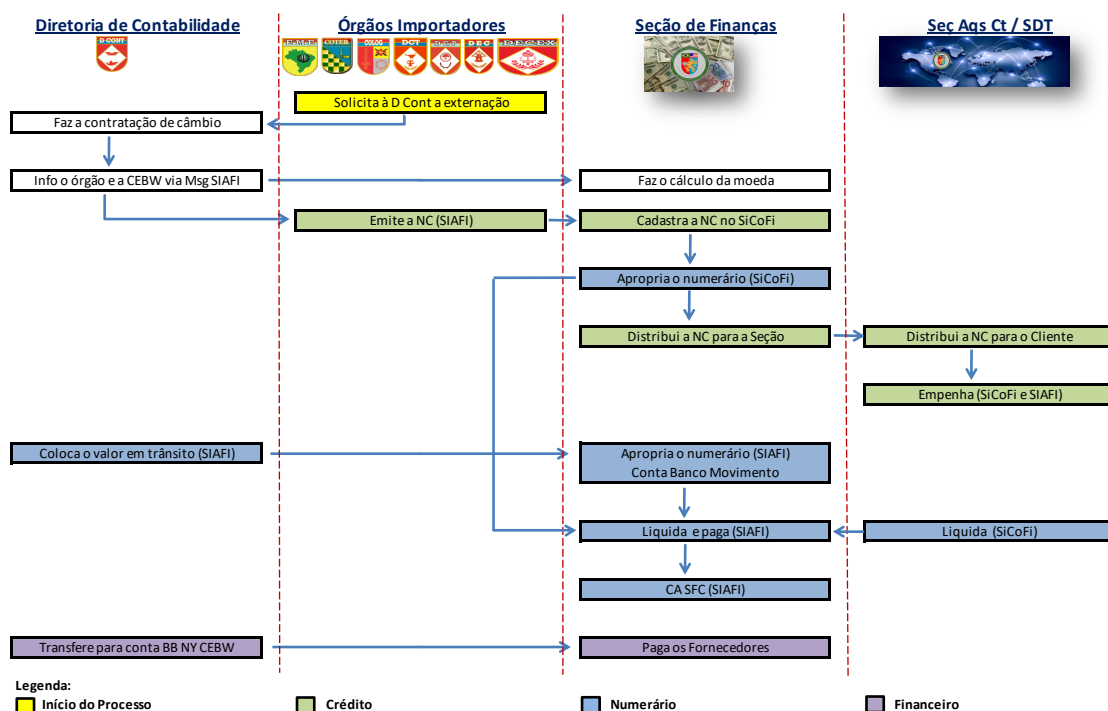 Diretoria de Contabilidade
Órgãos Importadores
Seção de Finanças
Seç Aqs Ct / SDT
D CONT
E.M.E
COTER
COLOG
DCT
D.G.P
DEC
DECEX
Solicita à D Cont a externação
Faz a contratação de câmbio
Info o órgão e a CEBW via Msg SIAFI
Faz o cálculo da moeda
Emite a NC (SIAFI)
Cadastra a NC no SiCoFi
Apropria o numerário (SiCoFi)
Distribui a NC para a Seção
Distribui a NC para o Cliente
Empenha (SiCoFi e SIAFI)
Coloca o valor em trânsito (SIAFI)
Apropria o numerário (SIAFI)
Conta Banco Movimento
Liquida e paga (SIAFI)
Liquida (SiCoFi)
CA SFC (SIAFI)
Transfere para conta BB NY CEBW
Paga os Fornecedores
Legenda:
Início do Processo
Crédito
Numerário
Financeiro